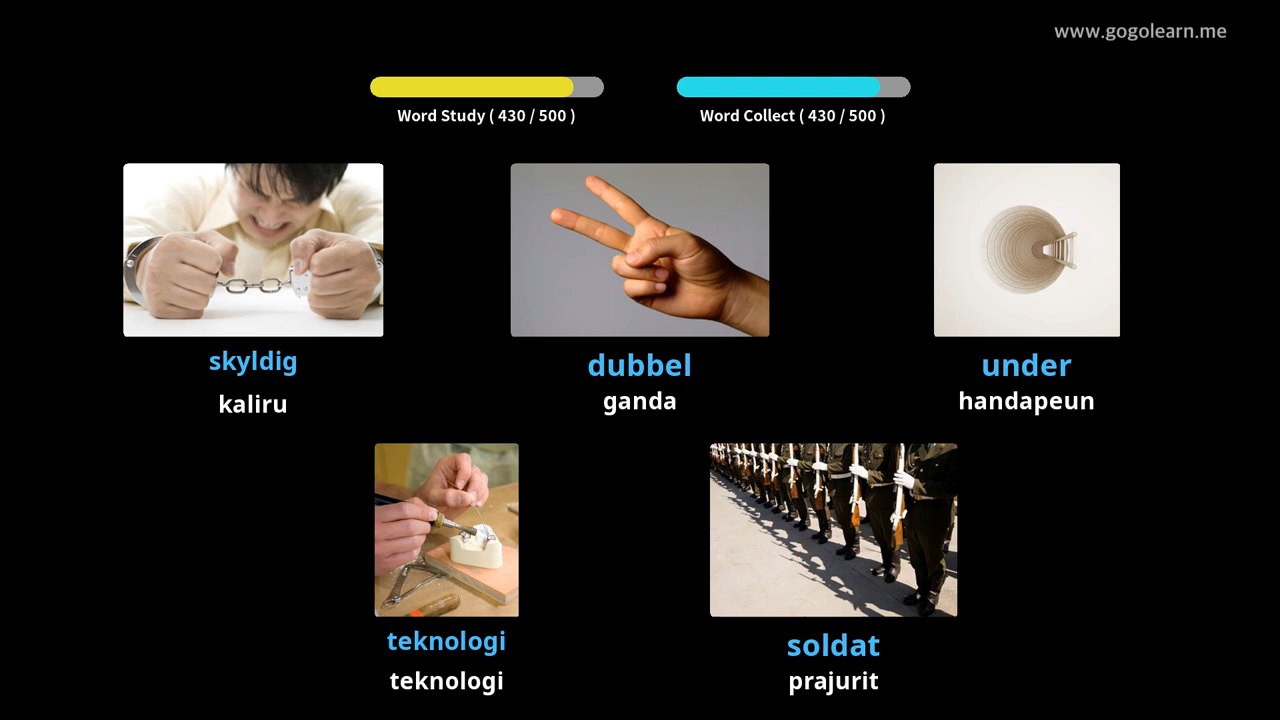 www.gogolearn.me
Word Study ( 430 / 500 )
Word Collect ( 430 / 500 )
skyldig
kaliru
dubbel
ganda
under
handapeun
teknologi
teknologi
soldat
prajurit